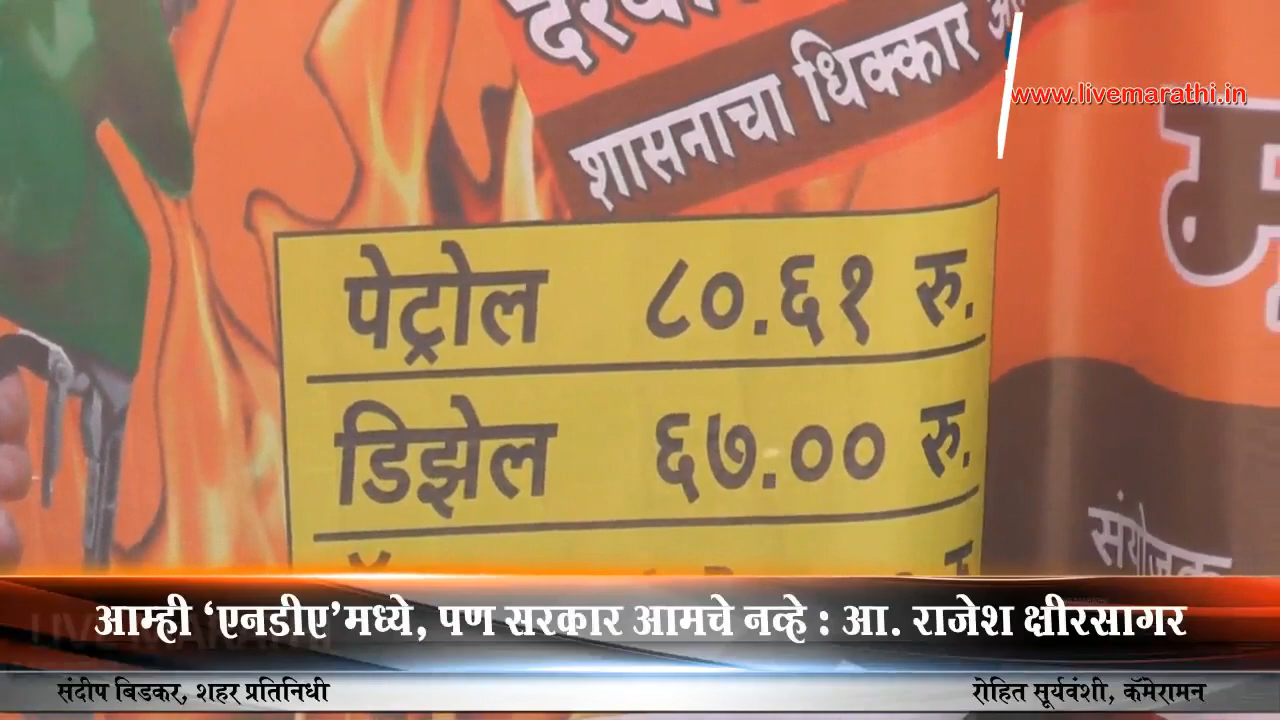 शासनाचा धिक्कार
www.livemarathi.in
पेट्रोल ८०.६१ रु.
डिझेल ६७.०० रु.
संयोजक
आम्ही ‘एनडीए’मध्ये, पण सरकार आमचे नव्हे : आ. राजेश क्षीरसागर
संदीप बिडकर, शहर प्रतिनिधी
रोहित सूर्यवंशी, कॅमेरामन